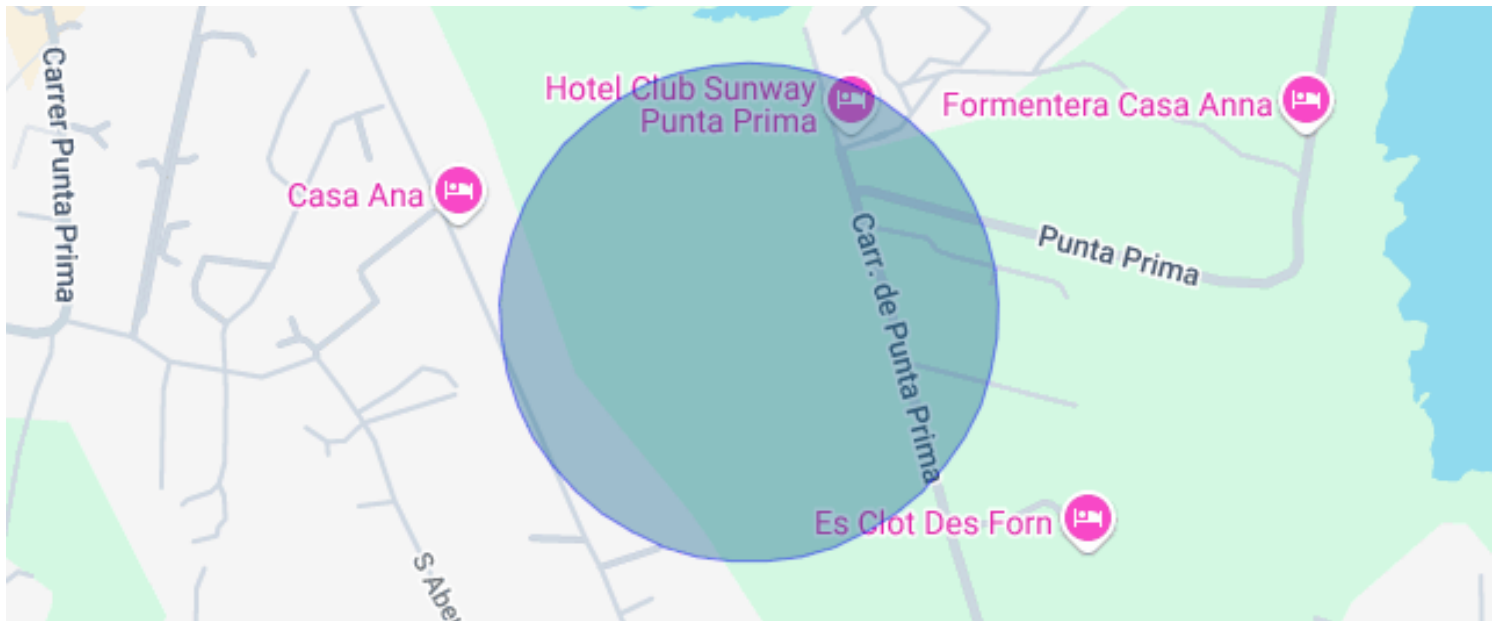 Carrer Punta Prima
Hotel Club Sunway
Punta Prima
Formentera Casa Anna
Casa Ana
Carr. de Punta Prima
Punta Prima
Es Clot Des Forn
S Abe